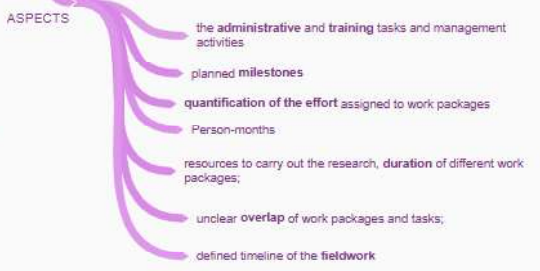 ASPECTS
the administrative and training tasks and management
activities
planned milestones
quantification of the effort assigned to work packages
Person-months
resources to carry out the research, duration of different work
packages;
unclear overlap of work packages and tasks;
defined timeline of the fieldwork